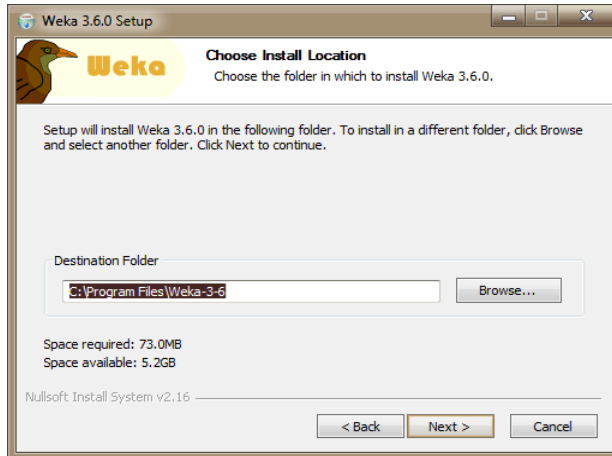 Weka 3.6.0 Setup
Weka
Choose Install Location
Choose the folder in which to install Weka 3.6.0.
Setup will install Weka 3.6.0 in the following folder. To install in a different folder, click Browse
and select another folder. Click Next to continue.
Destination Folder
C:\Program Files\Weka-3-6
Browse...
Space required: 73.0MB
Space available: 5.2GB
Nullsoft Install System v2.16
< Back
Next >
Cancel